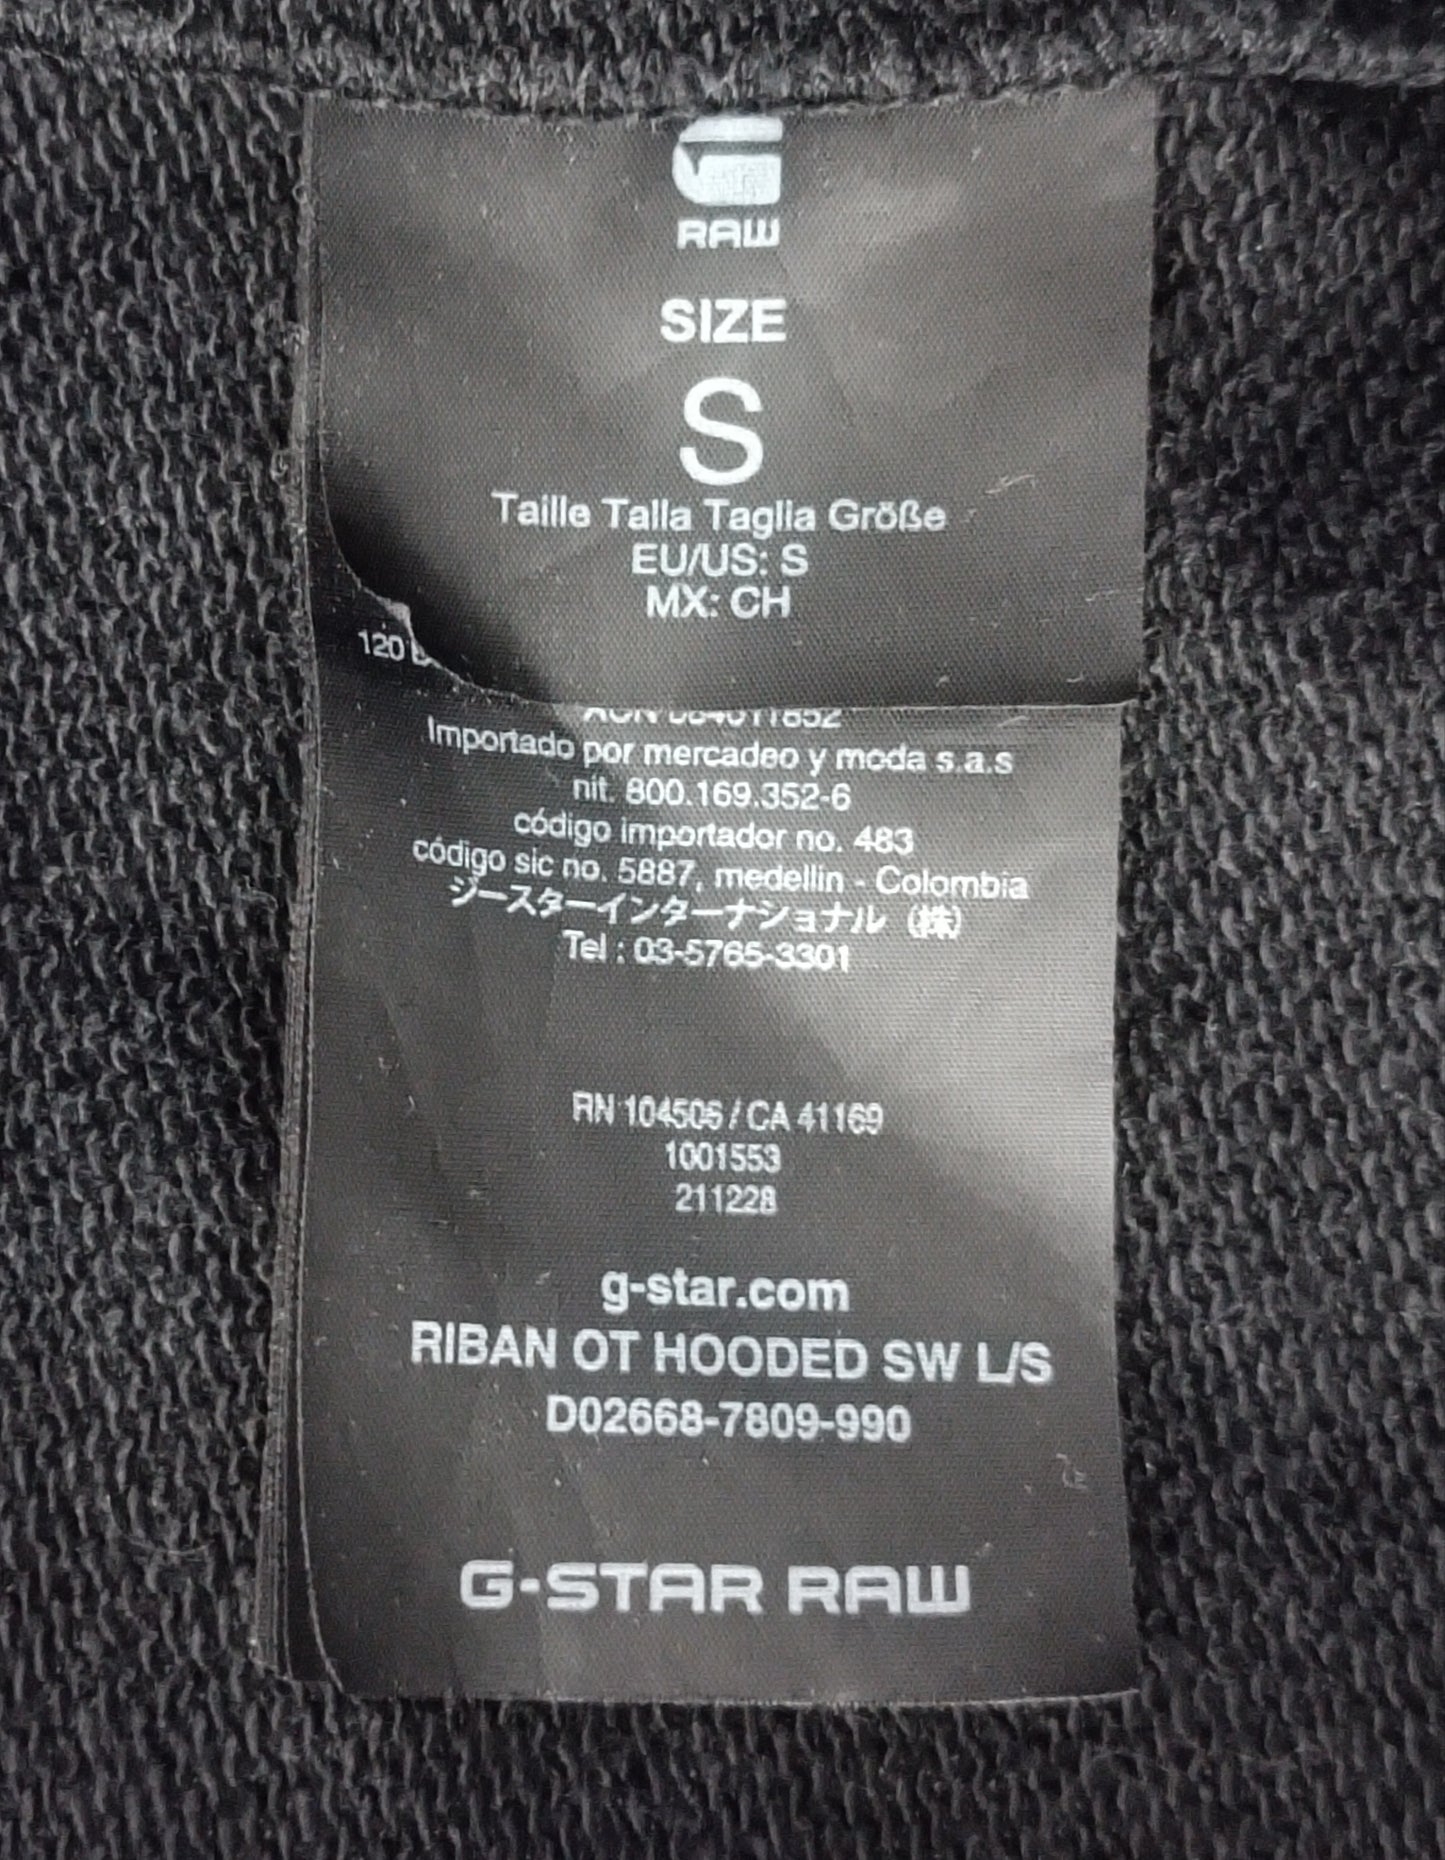 RAW
SIZE
S
Taille Talla Taglia Größe
EU/US: S
MX: CH
120
Importado por mercadeo y moda s.a.s
nit. 800.169.352-6
código importador no. 483
código sic no. 5887, medellin - Colombia
ジースターインターナショナル（株）
Tel : 03-5765-3301
RN 104506 / CA 41169
1001553
211228
g-star.com
RIBAN OT HOODED SW L/S
D02668-7809-990
G-STAR RAW